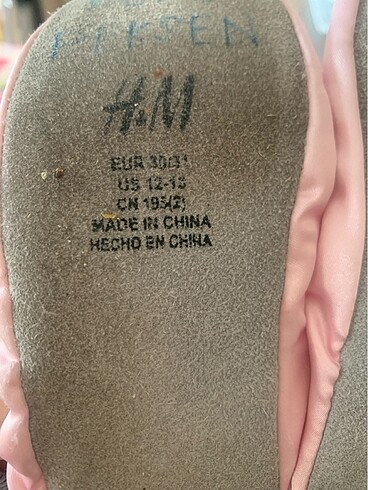 H&M
EUR 30/31
US 12-13
CN 195(2)
MADE IN CHINA
HECHO EN CHINA